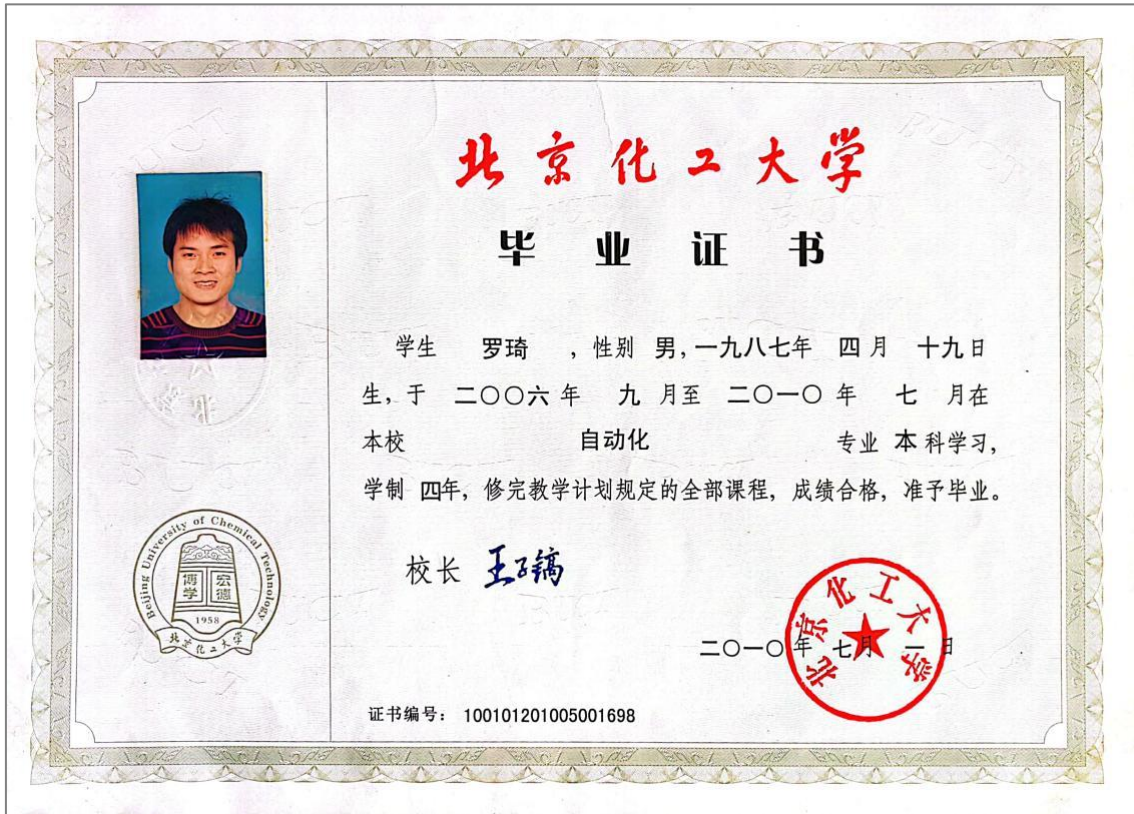 北京化工大学
毕业证书
学生 罗琦 , 性别 男, 一九八七年 四 月 十九日
生, 于 二〇〇六 年 九 月至 二〇一〇 年 七 月在
本校 自动化 专业 本 科学习,
学制 四年, 修完教学计划规定的全部课程, 成绩合格, 准予毕业。
校长 王子镐
二〇一〇年 七月 一 日
北京化工大学
证书编号: 100101201005001698
Beijing University of Chemical Technology
宏德
博学
1958
北京化工大学